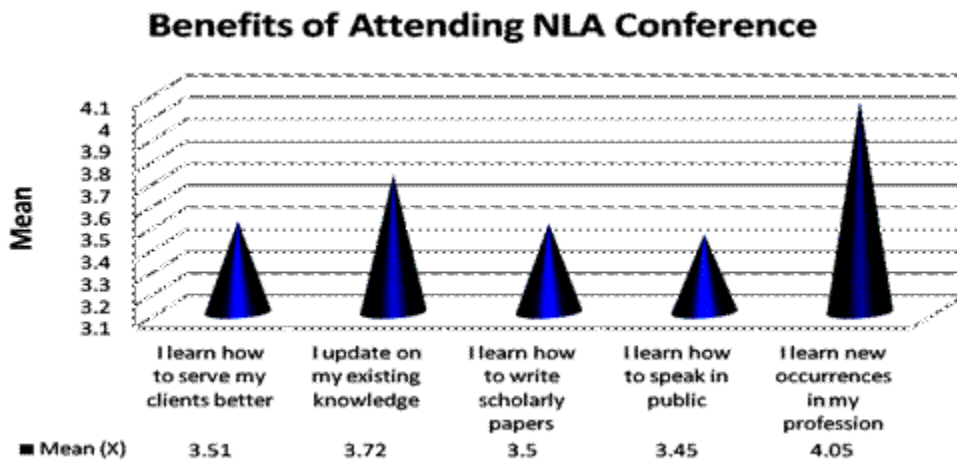 Benefits of Attending NLA Conference
4.1
4
3.9
3.8
3.7
3.6
3.5
3.4
3.3
3.2
3.1
Mean
I learn how
to serve my
clients better
I update on
my existing
knowledge
I learn how
to write
scholarly
papers
I learn how
to speak in
public
I learn new
occurrences
in my
profession
Mean (X) 3.51 3.72 3.5 3.45 4.05